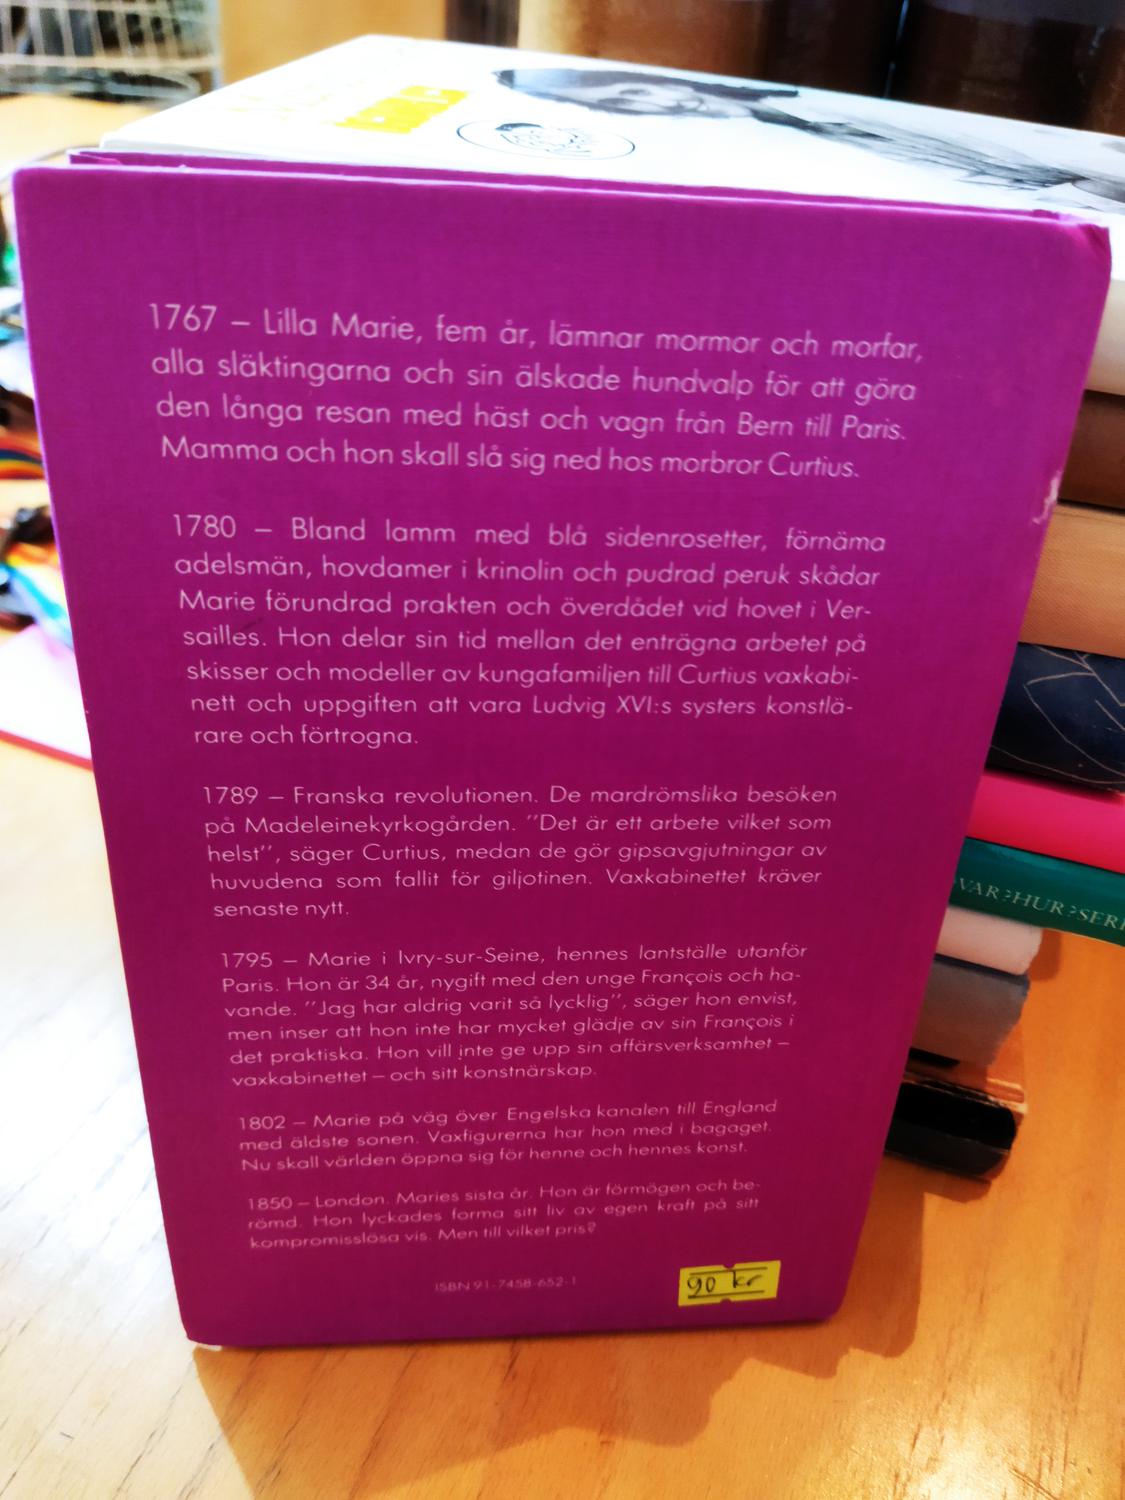 1767 – Lilla Marie, fem år, lämnar mormor och morfar,
alla släktingarna och sin älskade hundvalp för att göra
den långa resan med häst och vagn från Bern till Paris.
Mamma och hon skall slå sig ned hos morbror Curtius.
1780 – Bland lamm med blå sidenrosetter, förnäma
adelsmän, hovdamer i krinolin och pudrad peruk skådar
Marie förundrad prakten och överdådet vid hovet i Ver-
sailles. Hon delar sin tid mellan det enträgna arbetet på
skisser och modeller av kungafamiljen till Curtius vaxkabi-
nett och uppgiften att vara Ludvig XVI:s systers konstlä-
rare och förtrogna.
1789 – Franska revolutionen. De mardrömslika besöken
på Madeleinekyrkogården. ”Det är ett arbete vilket som
helst”, säger Curtius, medan de gör gipsavgjutningar av
huvudena som fallit för giljotinen. Vaxkabinettet kräver
senaste nytt.
1795 – Marie i Ivry-sur-Seine, hennes lantställe utanför
Paris. Hon är 34 år, nygift med den unge François och ha-
vande. ”Jag har aldrig varit så lycklig”, säger hon envist,
men inser att hon inte har mycket glädje av sin François i
det praktiska. Hon vill inte ge upp sin affärsverksamhet –
vaxkabinettet – och sitt konstnärskap.
1802 – Marie på väg över Engelska kanalen till England
med äldste sonen. Vaxfigurerna har hon med i bagaget.
Nu skall världen öppna sig för henne och hennes konst.
1850 – London. Maries sista år. Hon är förmögen och be-
römd. Hon lyckades forma sitt liv av egen kraft på sitt
kompromisslösa vis. Men till vilket pris?
ISBN 91-7458-652-1
90 kr
VAR?HUR?SERI